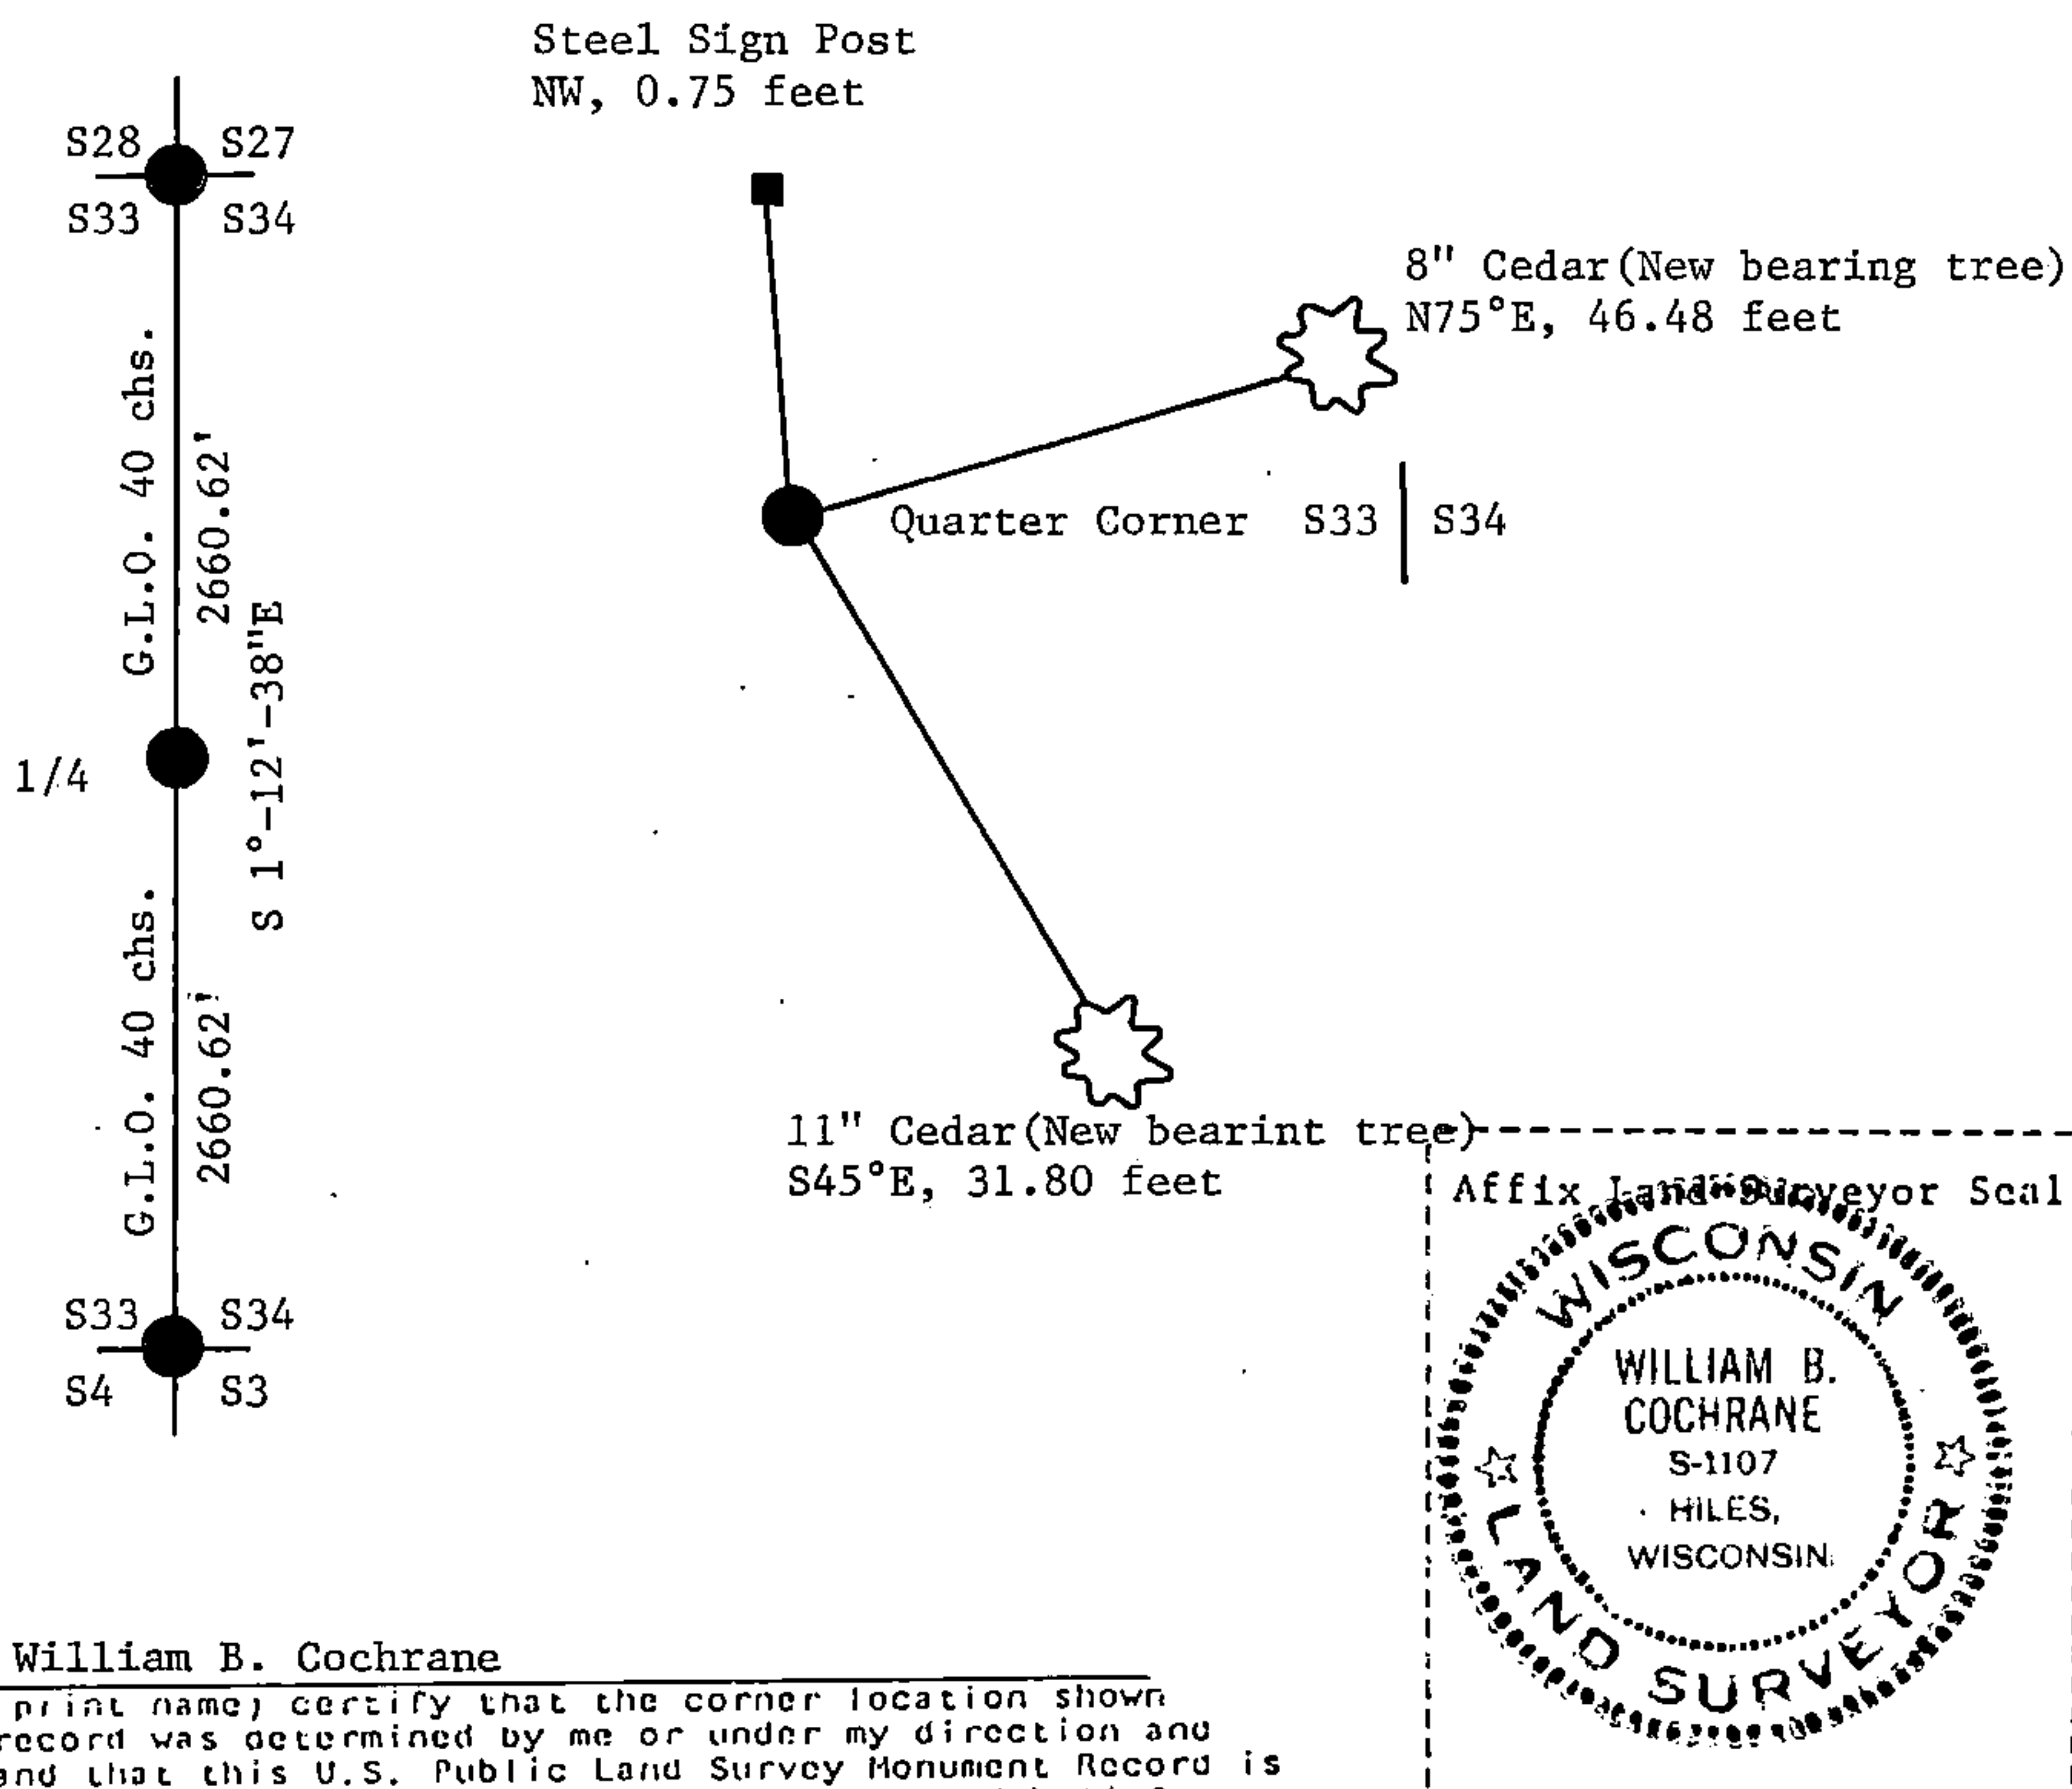 Steel Sign Post
NW, 0.75 feet
S28 S27
S33 S34
8" Cedar(New bearing tree)
N75°E, 46.48 feet
G.L.O. 40 chs.
2660.62'
Quarter Corner S33 S34
S 1°-12'-38"E
1/4
G.L.O. 40 chs.
2660.62'
11" Cedar(New bearint tree)
S45°E, 31.80 feet
S33 S34
S4 S3
Affix Land Surveyor Seal
WISCONSIN
WILLIAM B.
COCHRANE
S-1107
HILES,
WISCONSIN
LAND SURVEYOR
William B. Cochrane
print name) certify that the corner location shown
record was determined by me or under my direction and
and that this U.S. Public Land Survey Monument Record is